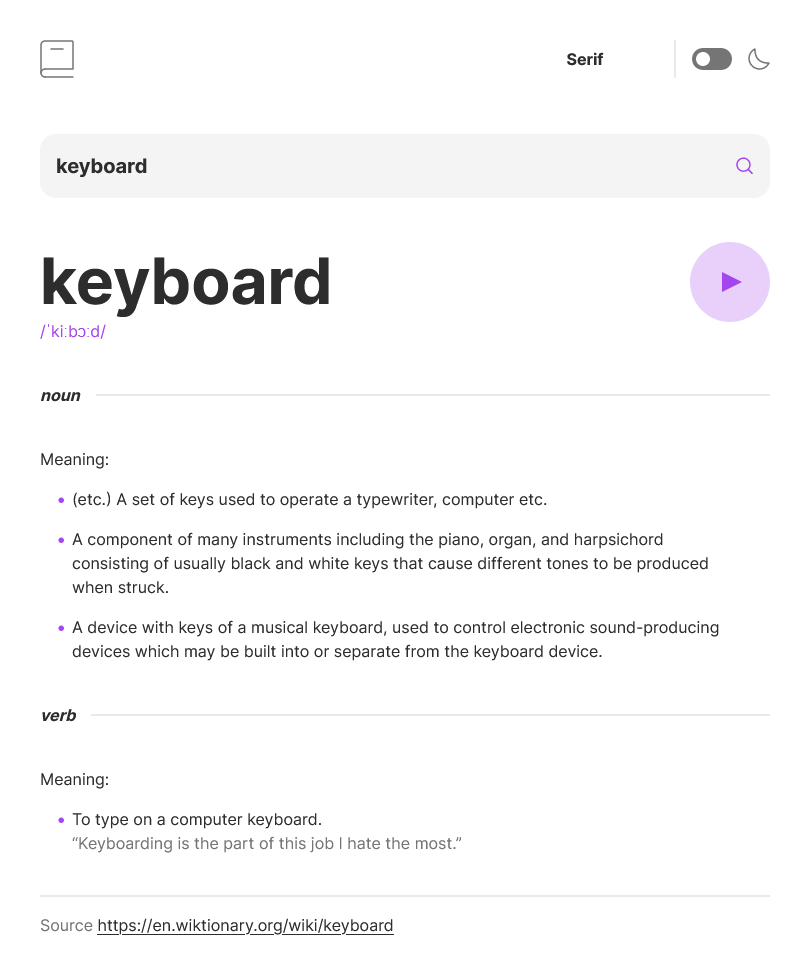 Serif
keyboard
keyboard
/ˈkiːbɔːd/
noun
Meaning:
(etc.) A set of keys used to operate a typewriter, computer etc.
A component of many instruments including the piano, organ, and harpsichord
consisting of usually black and white keys that cause different tones to be produced
when struck.
A device with keys of a musical keyboard, used to control electronic sound-producing
devices which may be built into or separate from the keyboard device.
verb
Meaning:
To type on a computer keyboard.
“Keyboarding is the part of this job I hate the most.”
Source https://en.wiktionary.org/wiki/keyboard